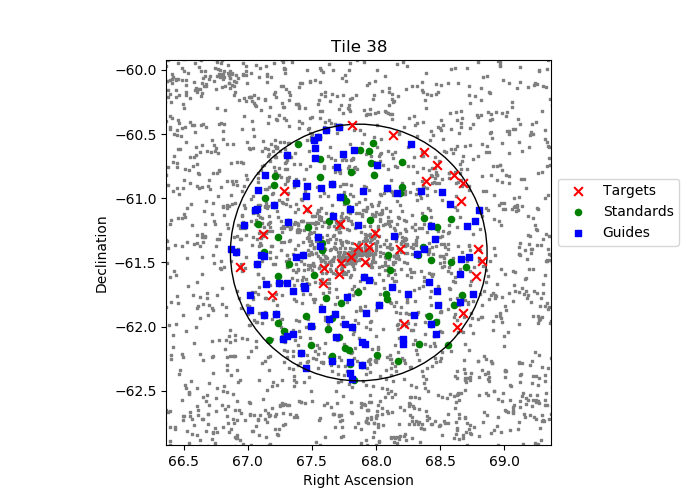 Tile 38
−60.0
−60.5
−61.0
−61.5
−62.0
−62.5
Declination
66.5 67.0 67.5 68.0 68.5 69.0
Right Ascension
Targets
Standards
Guides